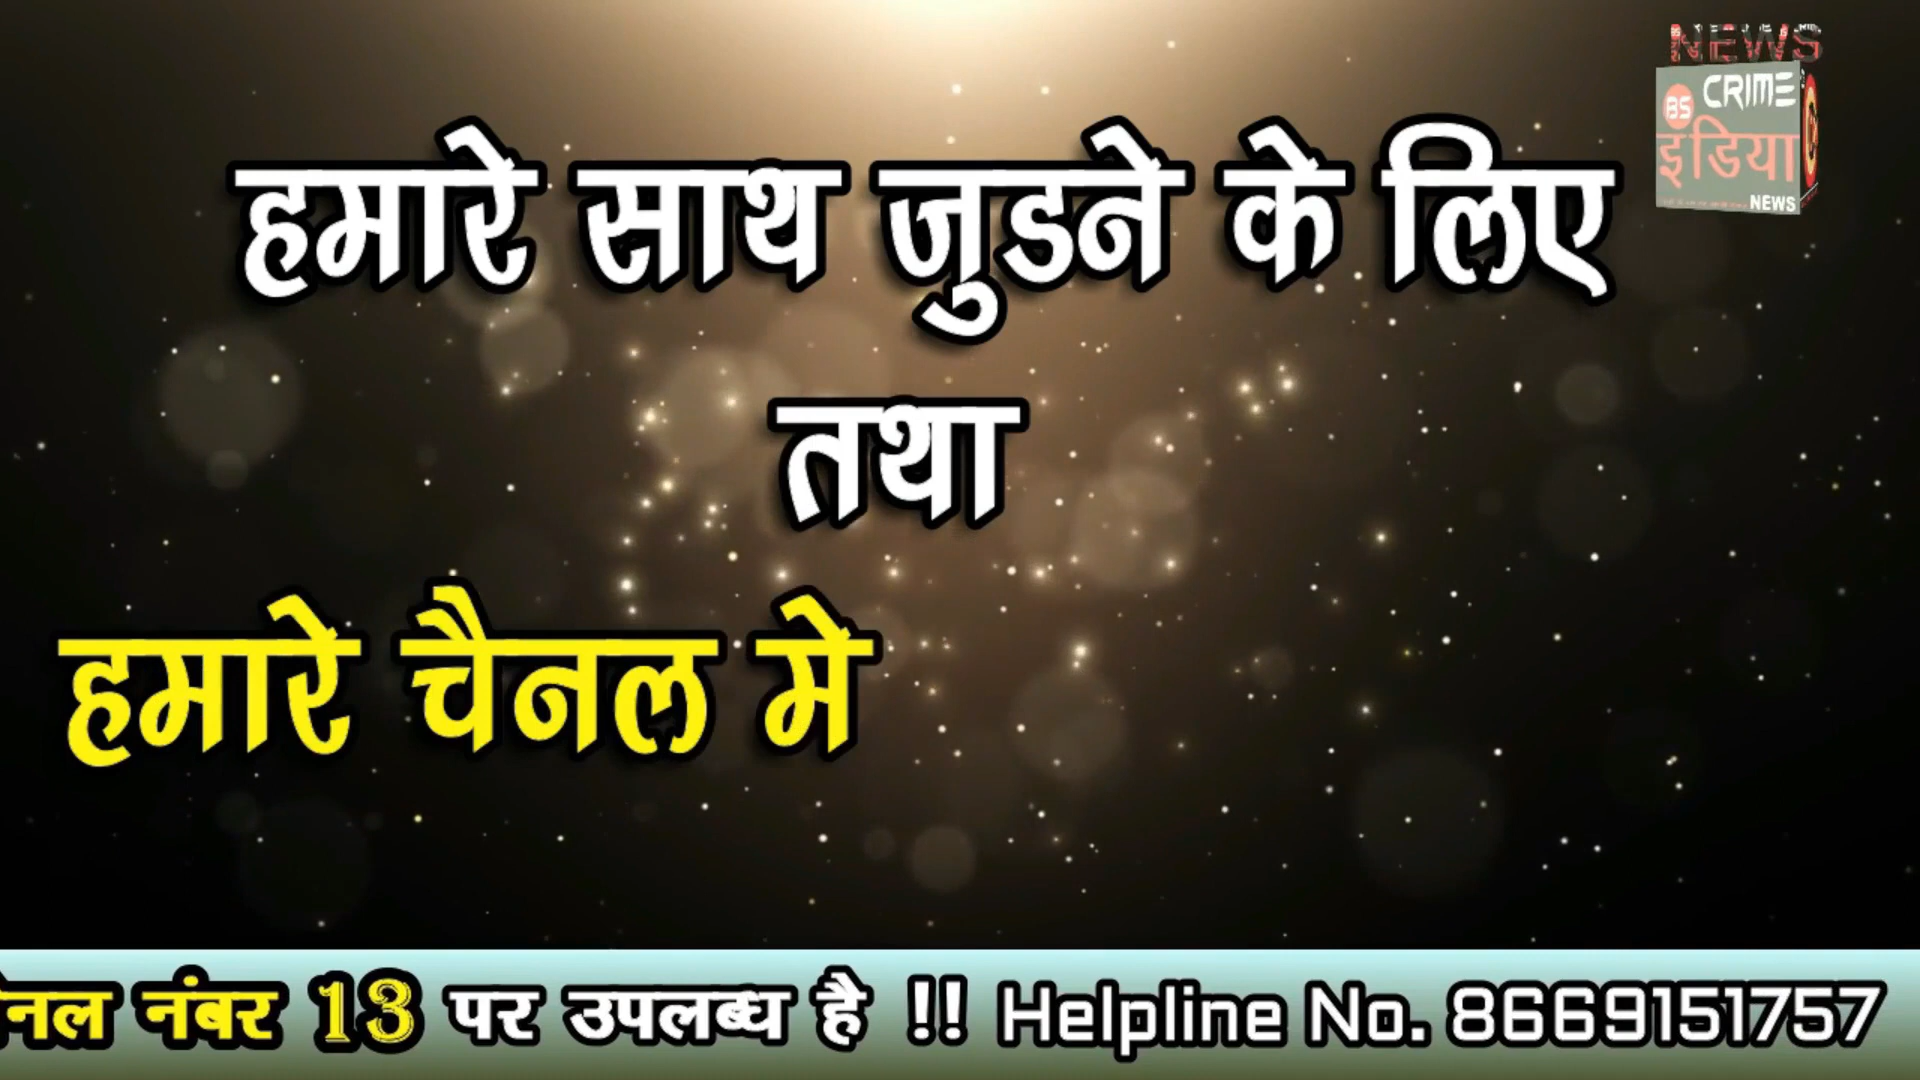 NEWS
BS CRIME
इंडिया
NEWS
हमारे साथ जुडने के लिए
तथा
हमारे चैनल मे
नल नंबर 13 पर उपलब्ध है !! Helpline No. 8669151757